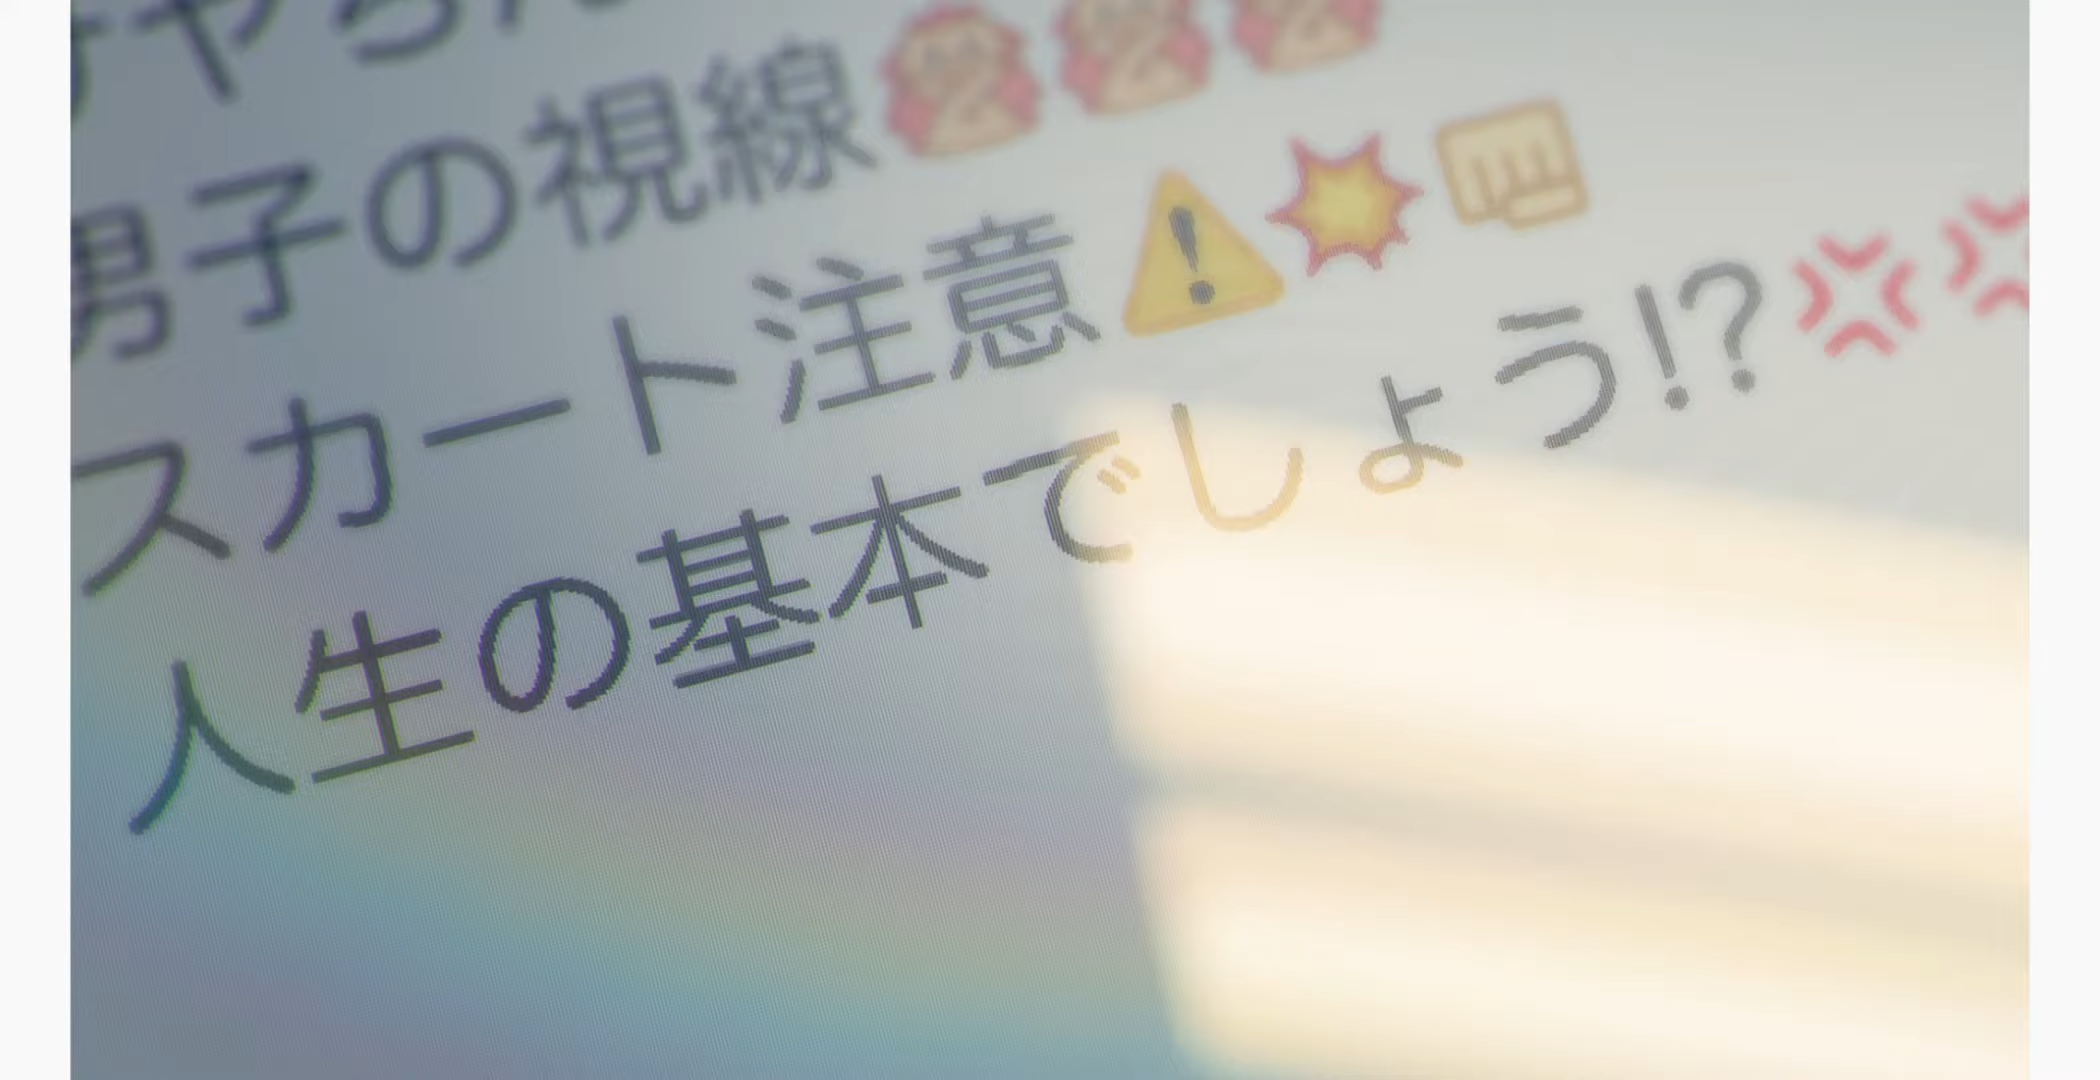 男子の視線🙈🙈🙈
スカート注意⚠️💥👊
人生の基本でしょう!?💢💢